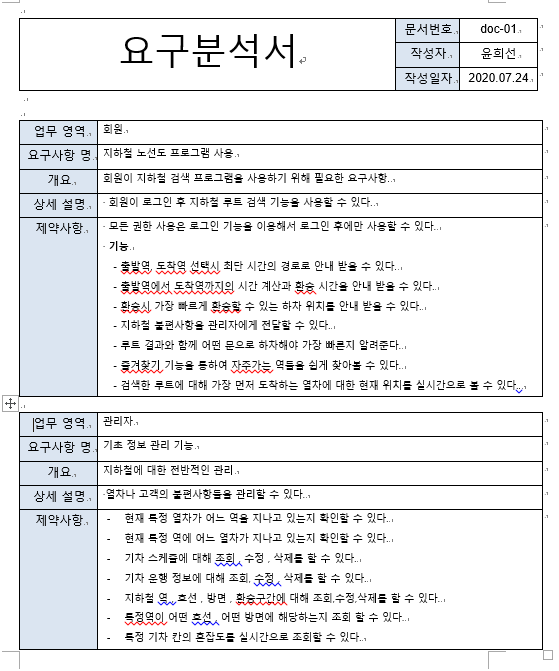 요구분석서
문서번호 doc-01
작성자 윤희선
작성일자 2020.07.24
업무 영역 회원
요구사항 명 지하철 노선도 프로그램 사용
개요 회원이 지하철 검색 프로그램을 사용하기 위해 필요한 요구사항.
상세 설명 · 회원이 로그인 후 지하철 루트 검색 기능을 사용할 수 있다.
제약사항 · 모든 권한 사용은 로그인 기능을 이용해서 로그인 후에만 사용할 수 있다.
· 기능
- 출발역, 도착역 선택시 최단 시간의 경로로 안내 받을 수 있다.
- 출발역에서 도착역까지의 시간 계산과 환승 시간을 안내 받을 수 있다.
- 환승시 가장 빠르게 환승할 수 있는 하차 위치를 안내 받을 수 있다.
- 지하철 불편사항을 관리자에게 전달할 수 있다.
- 루트 결과와 함께 어떤 문으로 하차해야 가장 빠른지 알려준다.
- 즐겨찾기 기능을 통하여 자주가는 역들을 쉽게 찾아볼 수 있다.
- 검색한 루트에 대해 가장 먼저 도착하는 열차에 대한 현재 위치를 실시간으로 볼 수 있다.
업무 영역 관리자
요구사항 명 기초 정보 관리 기능
개요 지하철에 대한 전반적인 관리
상세 설명 ·열차나 고객의 불편사항들을 관리할 수 있다.
제약사항 - 현재 특정 열차가 어느 역을 지나고 있는지 확인할 수 있다.
- 현재 특정 역에 어느 열차가 지나고 있는지 확인할 수 있다.
- 기차 스케줄에 대해 조회 , 수정 , 삭제를 할 수 있다.
- 기차 운행 정보에 대해 조회, 수정 , 삭제를 할 수 있다.
- 지하철 역 , 호선 , 방면 , 환승구간에 대해 조회,수정,삭제를 할 수 있다.
- 특정역이 어떤 호선 , 어떤 방면에 해당하는지 조회 할 수 있다.
- 특정 기차 칸의 혼잡도를 실시간으로 조회할 수 있다.